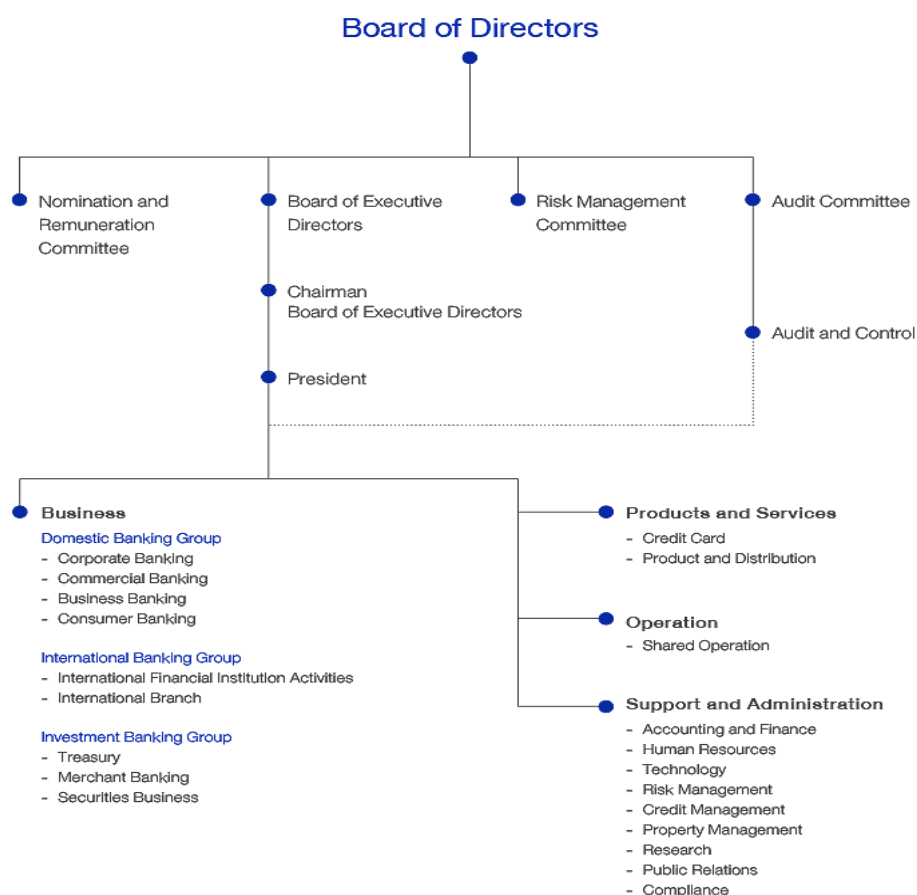 Board of Directors
Nomination and
Remuneration
Committee
Board of Executive
Directors
Risk Management
Committee
Audit Committee
Chairman
Board of Executive Directors
Audit and Control
President
Business
Domestic Banking Group
- Corporate Banking
- Commercial Banking
- Business Banking
- Consumer Banking
International Banking Group
- International Financial Institution Activities
- International Branch
Investment Banking Group
- Treasury
- Merchant Banking
- Securities Business
Products and Services
- Credit Card
- Product and Distribution
Operation
- Shared Operation
Support and Administration
- Accounting and Finance
- Human Resources
- Technology
- Risk Management
- Credit Management
- Property Management
- Research
- Public Relations
- Compliance